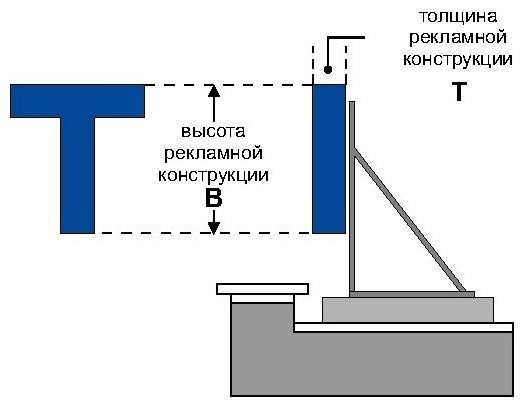 толщина
рекламной
конструкции
Т
Т
высота
рекламной
конструкции
В